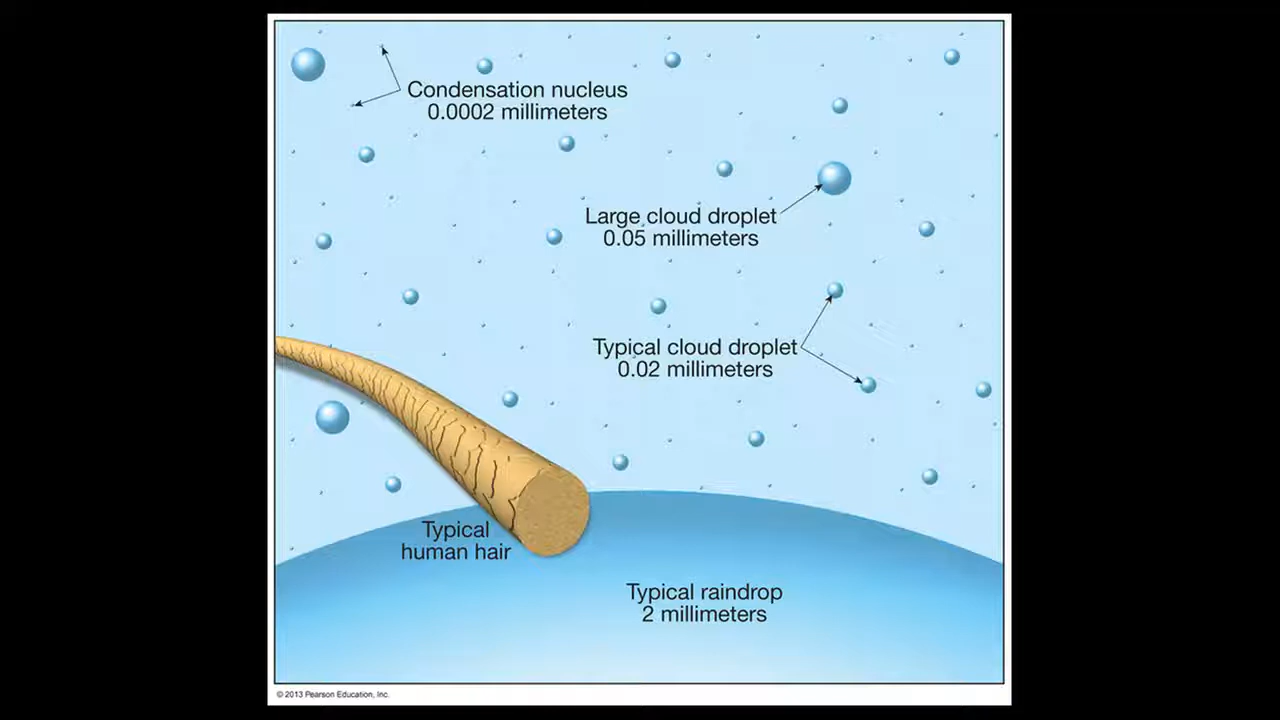 Condensation nucleus
0.0002 millimeters
Large cloud droplet
0.05 millimeters
Typical cloud droplet
0.02 millimeters
Typical
human hair
Typical raindrop
2 millimeters
© 2013 Pearson Education, Inc.